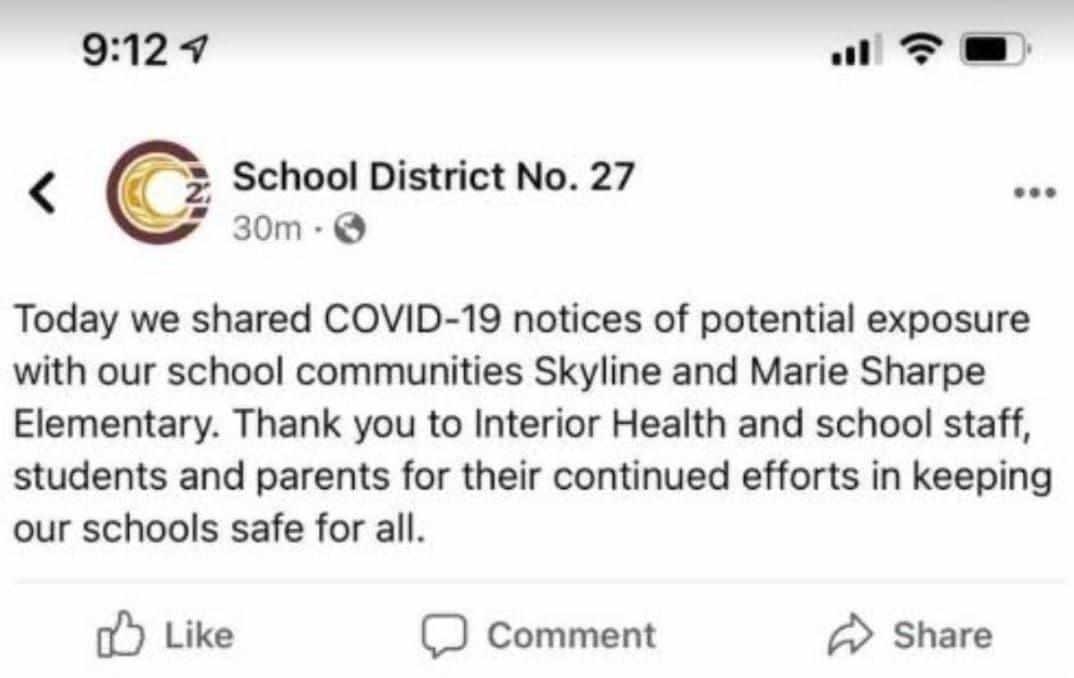 9:12
School District No. 27
30m ·
Today we shared COVID-19 notices of potential exposure
with our school communities Skyline and Marie Sharpe
Elementary. Thank you to Interior Health and school staff,
students and parents for their continued efforts in keeping
our schools safe for all.
Like Comment Share